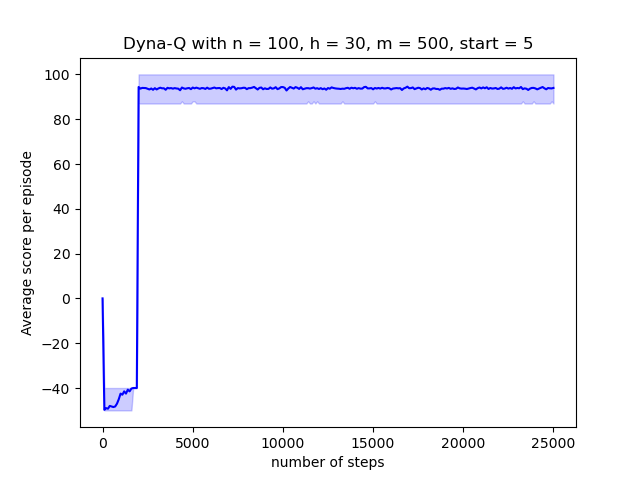 Dyna-Q with n = 100, h = 30, m = 500, start = 5
Average score per episode
100
80
60
40
20
0
−20
−40
0 5000 10000 15000 20000 25000
number of steps